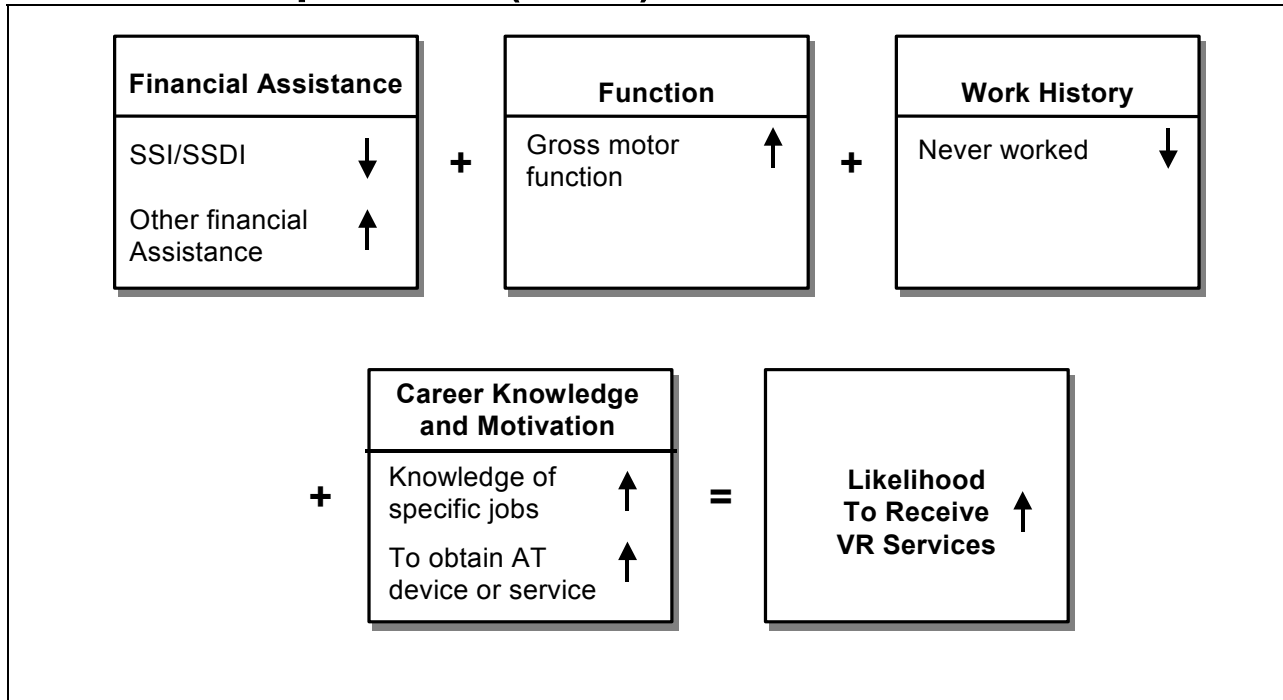 Financial Assistance
SSI/SSDI ↓
Other financial
Assistance ↑
+
Function
Gross motor
function ↑
+
Work History
Never worked ↓
+
Career Knowledge
and Motivation
Knowledge of
specific jobs ↑
To obtain AT
device or service ↑
=
Likelihood
To Receive ↑
VR Services